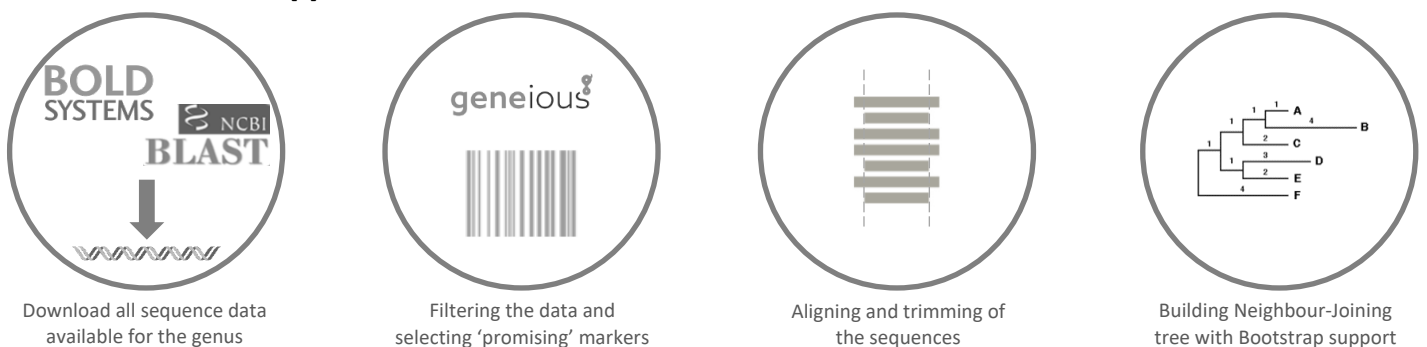 BOLD
SYSTEMS
NCBI
BLAST
geneious
1
1
A
4
B
1
2
C
1
3
D
1
2
E
4
F
Download all sequence data
available for the genus
Filtering the data and
selecting ‘promising’ markers
Aligning and trimming of
the sequences
Building Neighbour-Joining
tree with Bootstrap support